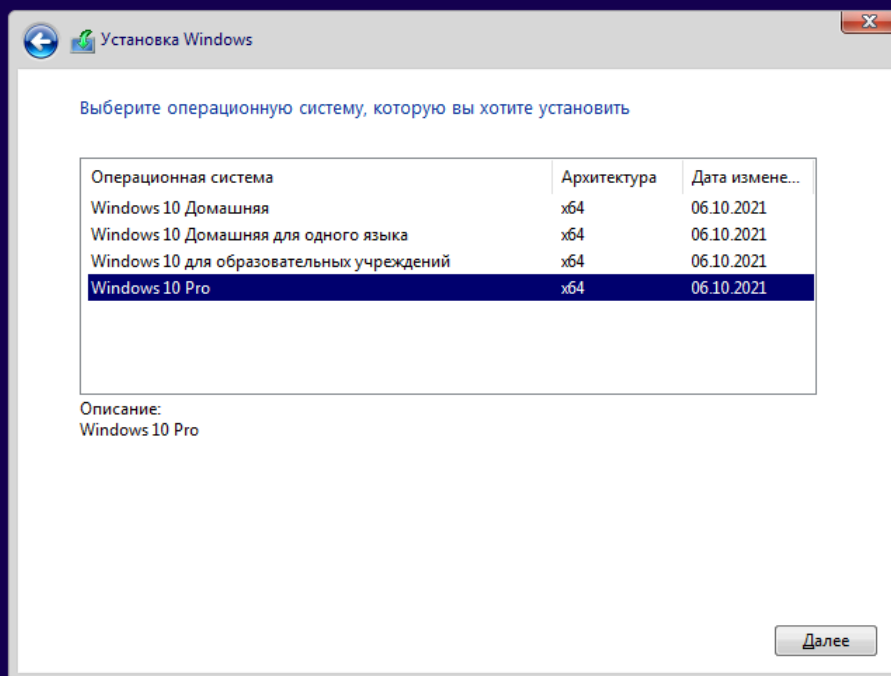 Установка Windows
Выберите операционную систему, которую вы хотите установить
Операционная система Архитектура Дата измене...
Windows 10 Домашняя x64 06.10.2021
Windows 10 Домашняя для одного языка x64 06.10.2021
Windows 10 для образовательных учреждений x64 06.10.2021
Windows 10 Pro x64 06.10.2021
Описание:
Windows 10 Pro
Далее